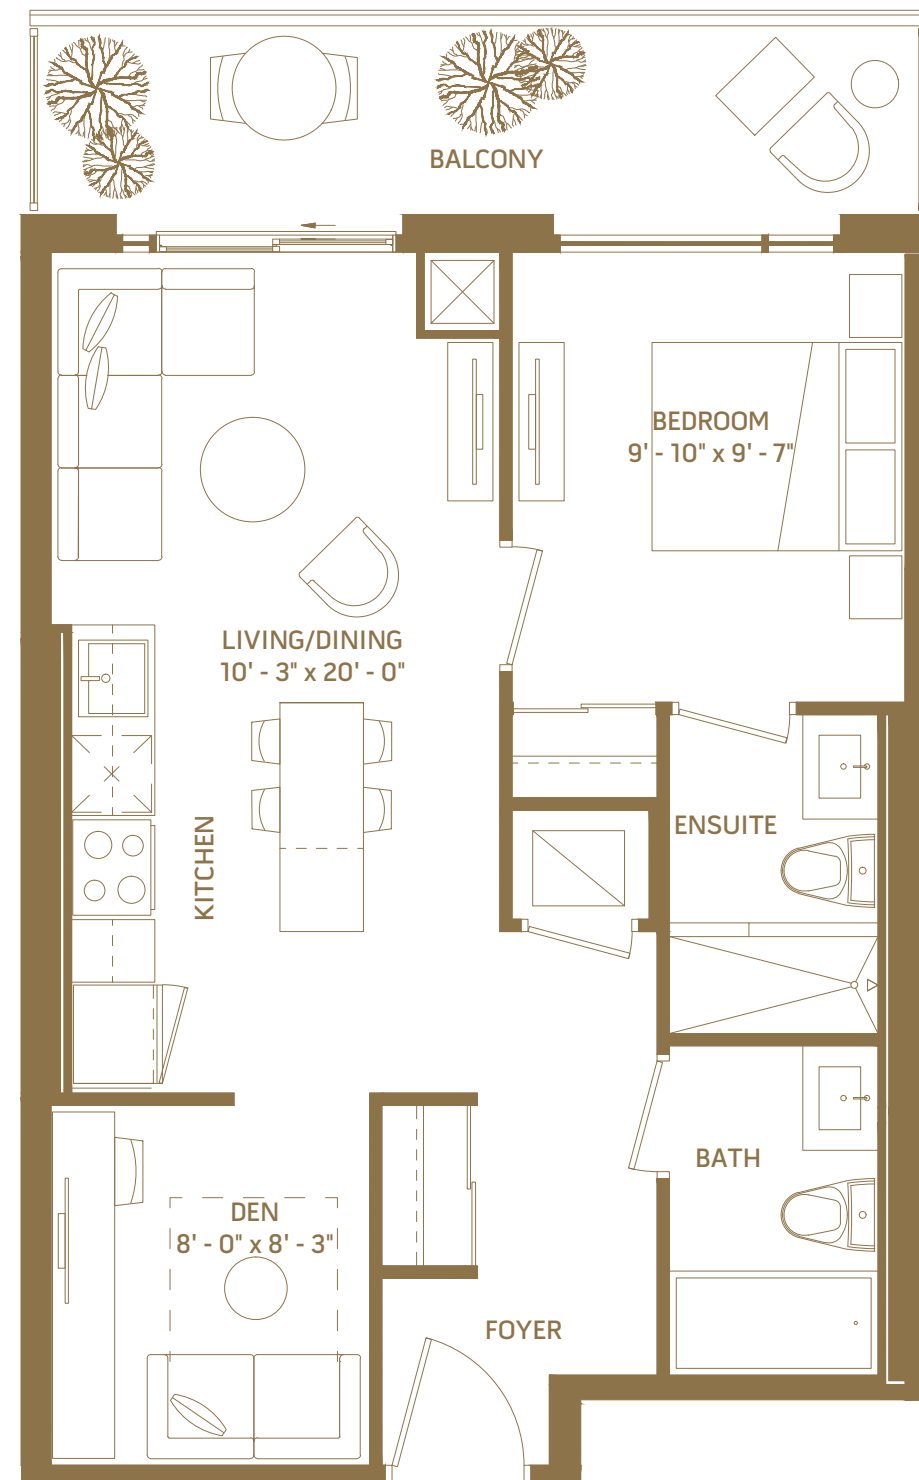 BALCONY
BEDROOM
9' - 10" x 9' - 7"
LIVING/DINING
10' - 3" x 20' - 0"
KITCHEN
ENSUITE
BATH
DEN
8' - 0" x 8' - 3"
FOYER